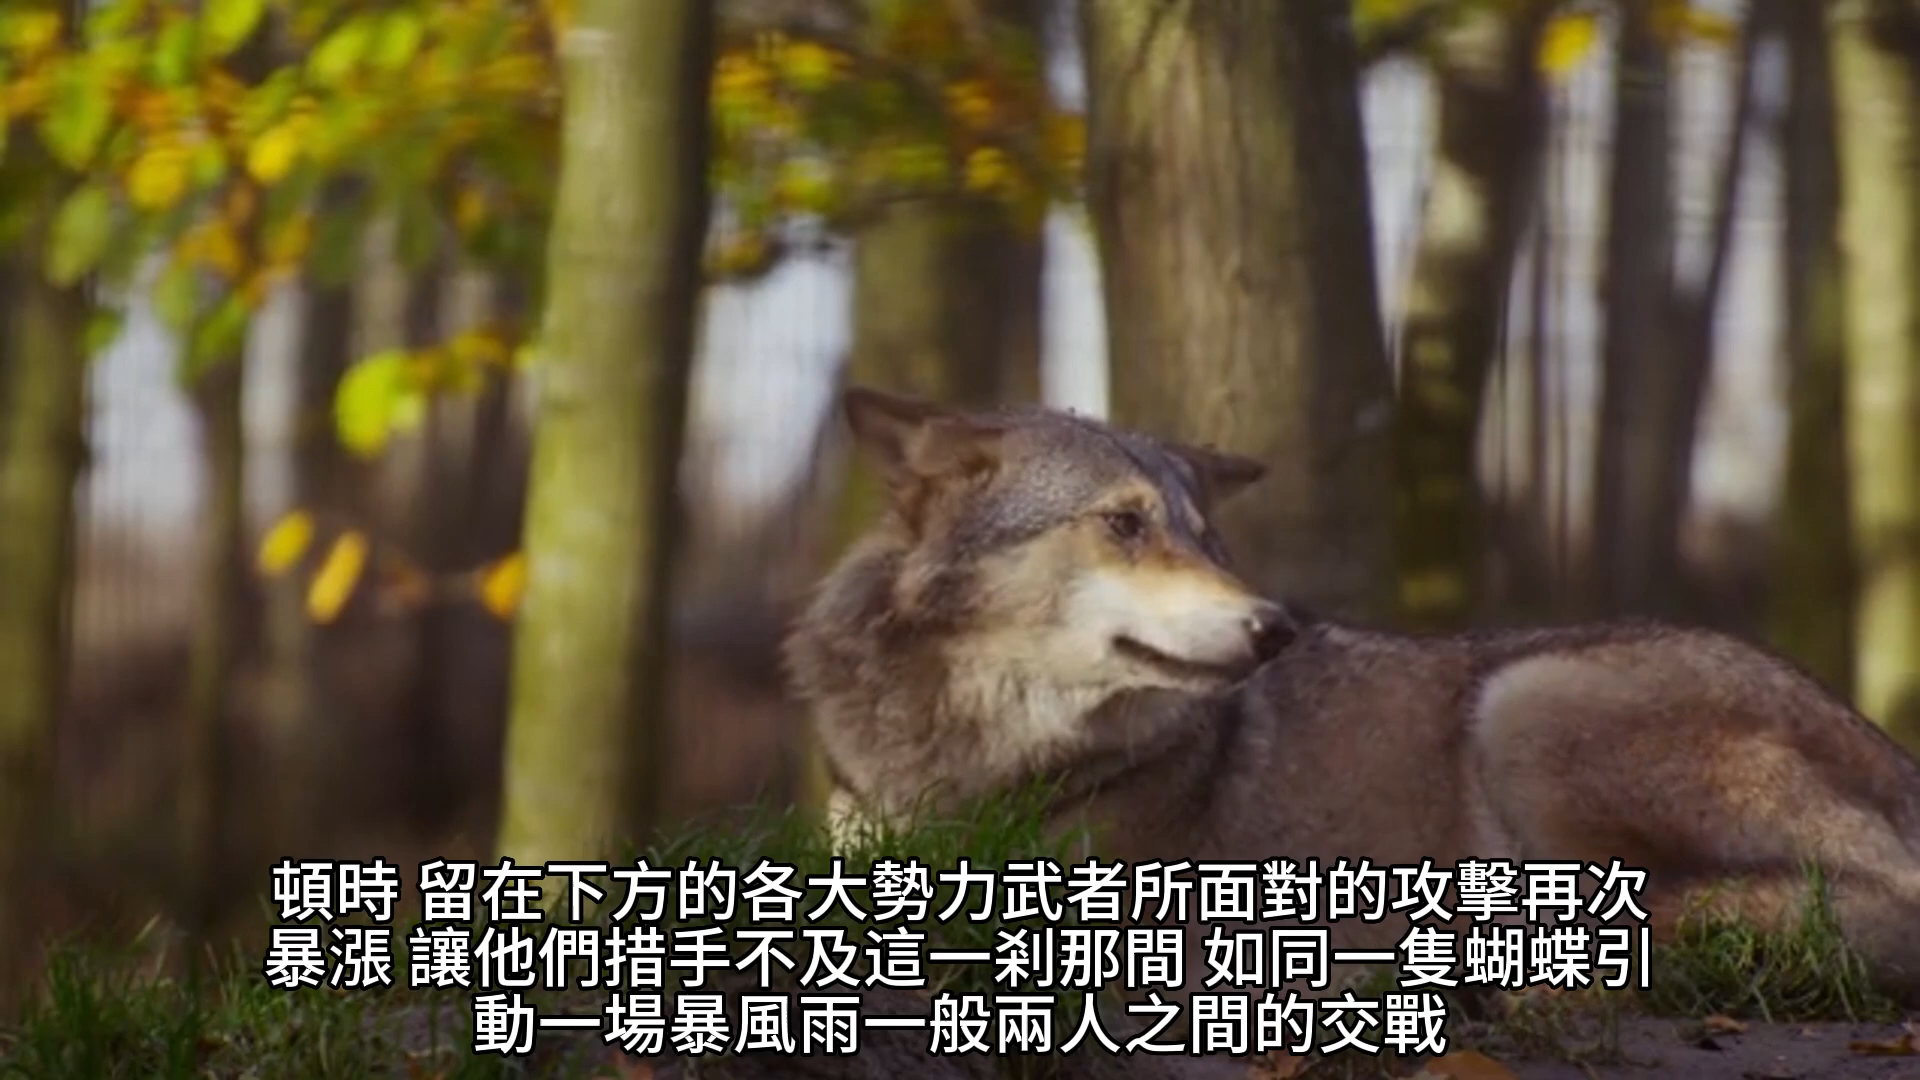 頓時 留在下方的各大勢力武者所面對的攻擊再次
暴漲 讓他們措手不及這一剎那間 如同一隻蝴蝶引
動一場暴風雨一般兩人之間的交戰